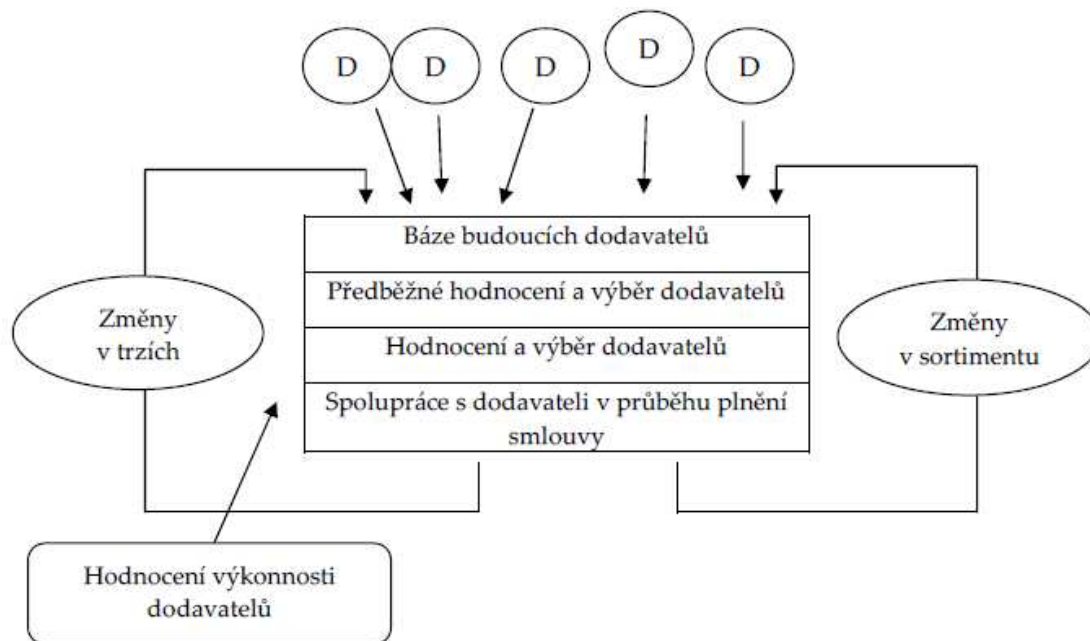 D
D
D
D
D
Báze budoucích dodavatelů
Předběžné hodnocení a výběr dodavatelů
Hodnocení a výběr dodavatelů
Spolupráce s dodavateli v průběhu plnění
smlouvy
Změny
v trzích
Změny
v sortimentu
Hodnocení výkonnosti
dodavatelů